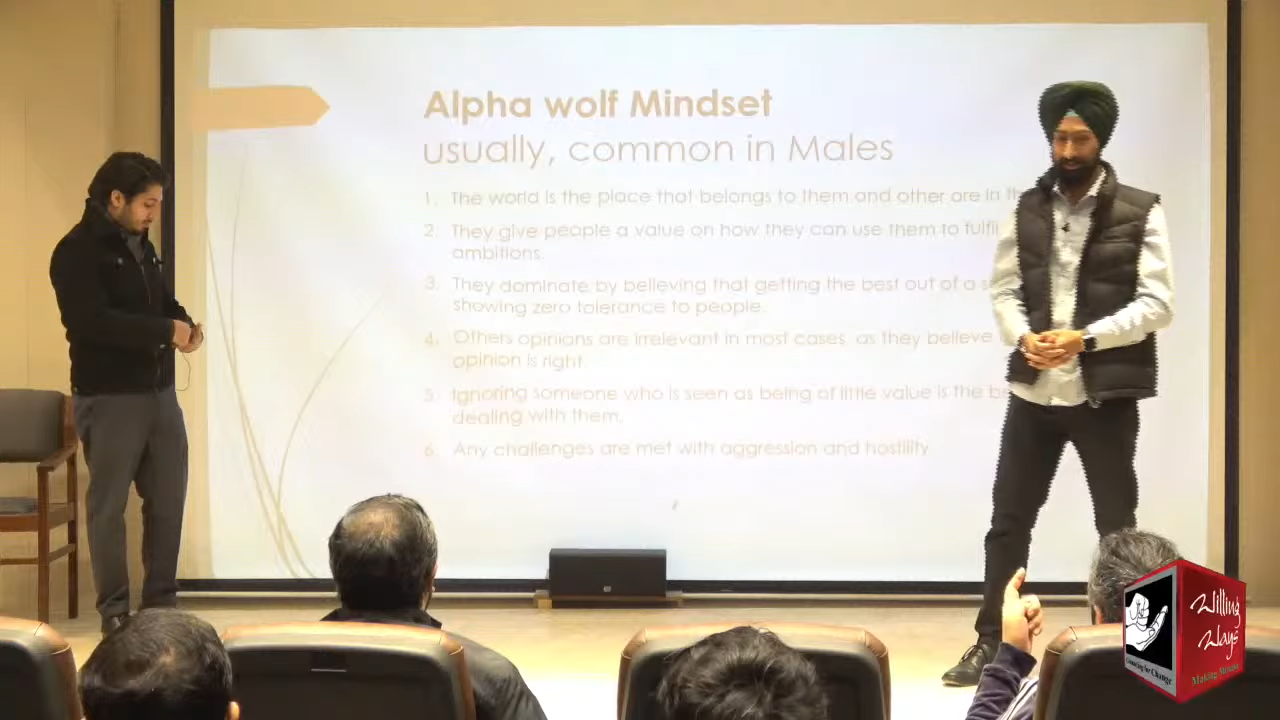 Alpha wolf Mindset
usually, common in Males
1. The world is the place that belongs to them and other are in
2. They give people a value on how they can use them to
ambitions.
3. They dominate by believing that getting the best out of a
showing zero tolerance to people.
4. Others opinions are irrelevant in most cases, as they believe
opinion is right.
5. Ignoring someone who is seen as being of little value is the
dealing with them.
6. Any challenges are met with aggression and hostility
Willing
Ways